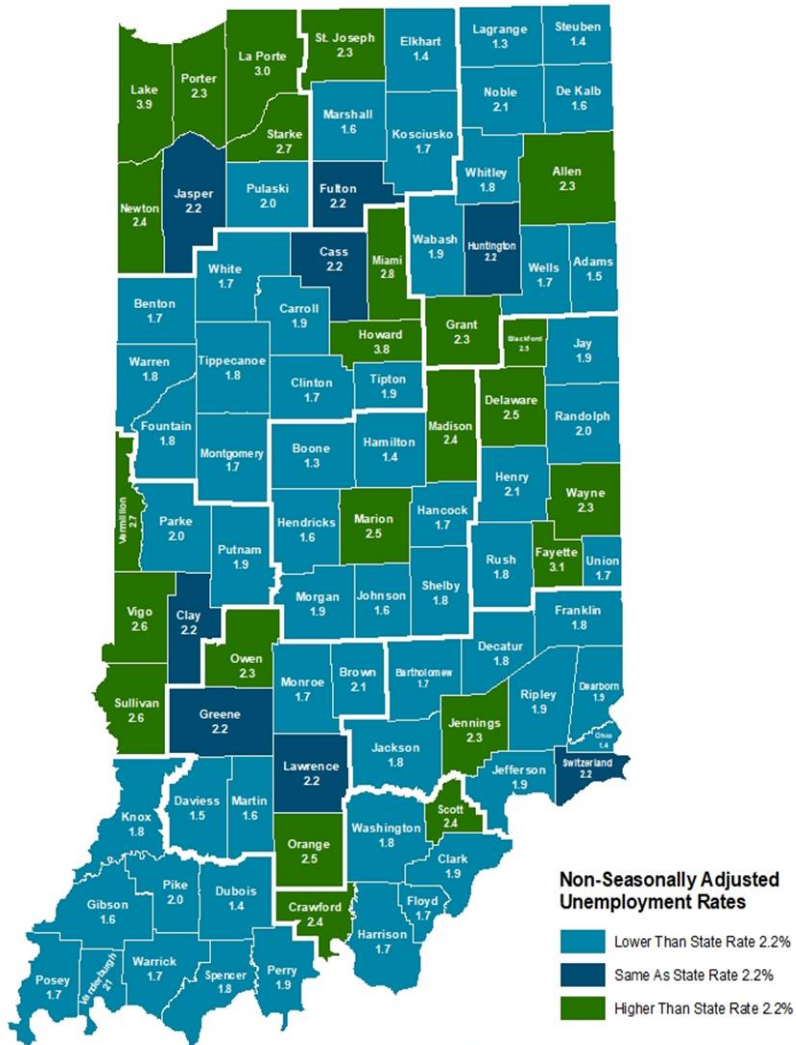 St. Joseph
2.3
Elkhart
1.4
Lagrange
1.3
Steuben
1.4
Lake
3.9
Porter
2.3
La Porte
3.0
Noble
2.1
De Kalb
1.6
Marshall
1.6
Kosciusko
1.7
Starke
2.7
Whitley
1.8
Allen
2.3
Newton
2.4
Jasper
2.2
Pulaski
2.0
Fulton
2.2
Wabash
1.9
Huntington
2.2
Wells
1.7
Adams
1.5
White
1.7
Cass
2.2
Miami
2.8
Benton
1.7
Carroll
1.9
Howard
3.8
Grant
2.3
Blackford
2.5
Jay
1.9
Warren
1.8
Tippecanoe
1.8
Clinton
1.7
Tipton
1.9
Delaware
2.5
Randolph
2.0
Fountain
1.8
Montgomery
1.7
Boone
1.3
Hamilton
1.4
Madison
2.4
Henry
2.1
Wayne
2.3
Vermillion
2.7
Parke
2.0
Putnam
1.9
Hendricks
1.6
Marion
2.5
Hancock
1.7
Rush
1.8
Fayette
3.1
Union
1.7
Vigo
2.6
Clay
2.2
Morgan
1.9
Johnson
1.6
Shelby
1.8
Franklin
1.8
Owen
2.3
Monroe
1.7
Brown
2.1
Bartholomew
1.7
Decatur
1.8
Ripley
1.9
Dearborn
1.9
Sullivan
2.6
Greene
2.2
Jennings
2.3
Ohio
1.4
Lawrence
2.2
Jackson
1.8
Jefferson
1.9
Switzerland
2.2
Knox
1.8
Daviess
1.5
Martin
1.6
Orange
2.5
Washington
1.8
Scott
2.4
Clark
1.9
Gibson
1.6
Pike
2.0
Dubois
1.4
Crawford
2.4
Harrison
1.7
Floyd
1.7
Posey
1.7
Vanderburgh
21
Warrick
1.7
Spencer
1.8
Perry
1.9
Non-Seasonally Adjusted
Unemployment Rates
Lower Than State Rate 2.2%
Same As State Rate 2.2%
Higher Than State Rate 2.2%